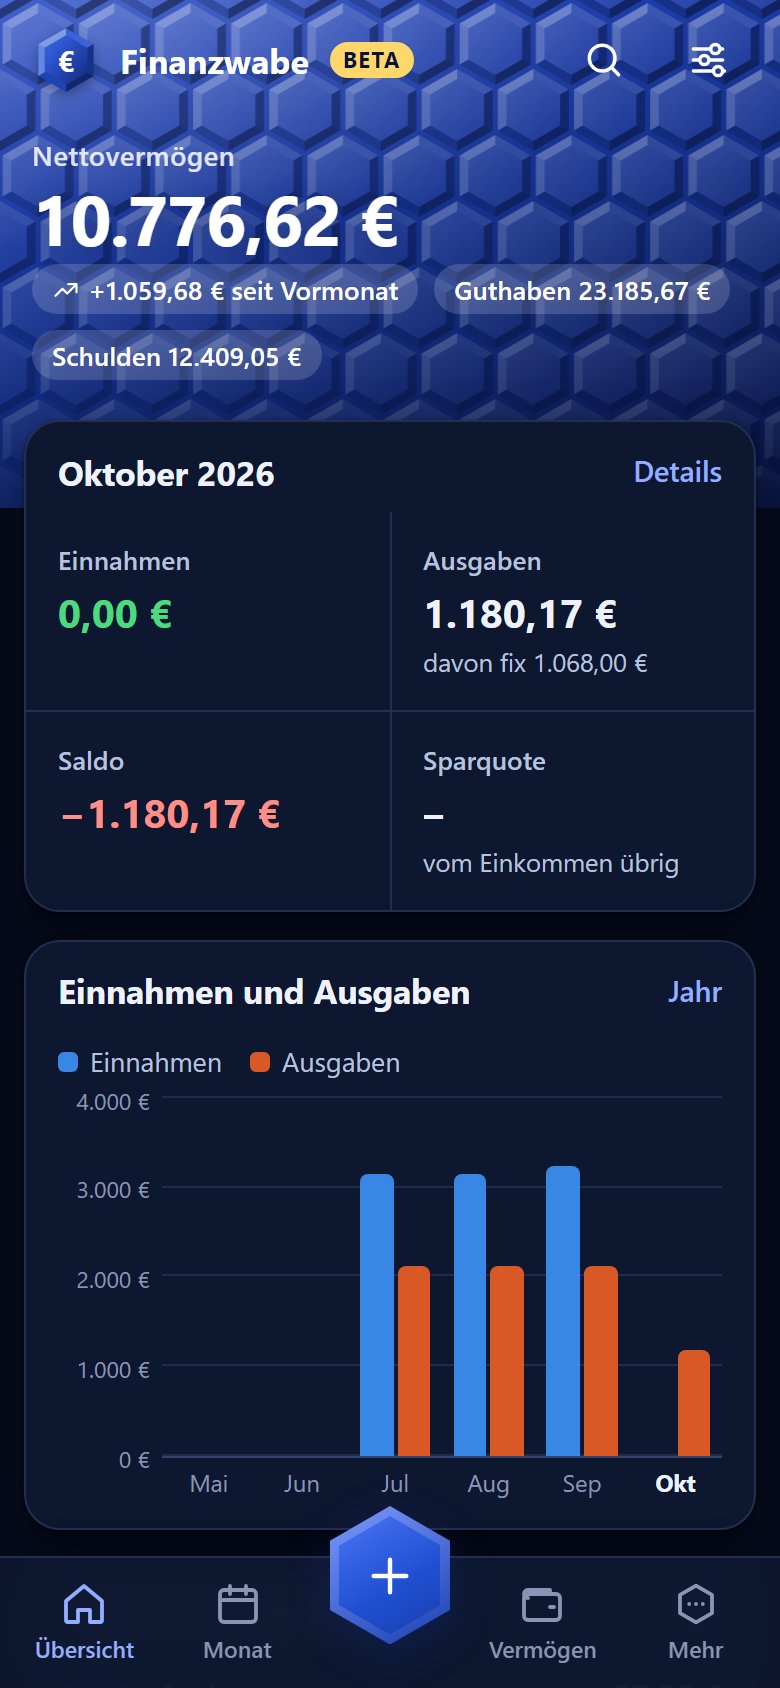 € Finanzwabe BETA
Nettovermögen
10.776,62 €
+1.059,68 € seit Vormonat Guthaben 23.185,67 €
Schulden 12.409,05 €
Oktober 2026 Details
Einnahmen Ausgaben
0,00 € 1.180,17 €
davon fix 1.068,00 €
Saldo Sparquote
−1.180,17 € –
vom Einkommen übrig
Einnahmen und Ausgaben Jahr
Einnahmen Ausgaben
4.000 €
3.000 €
2.000 €
1.000 €
0 €
Mai Jun Jul Aug Sep Okt
Übersicht Monat Vermögen Mehr